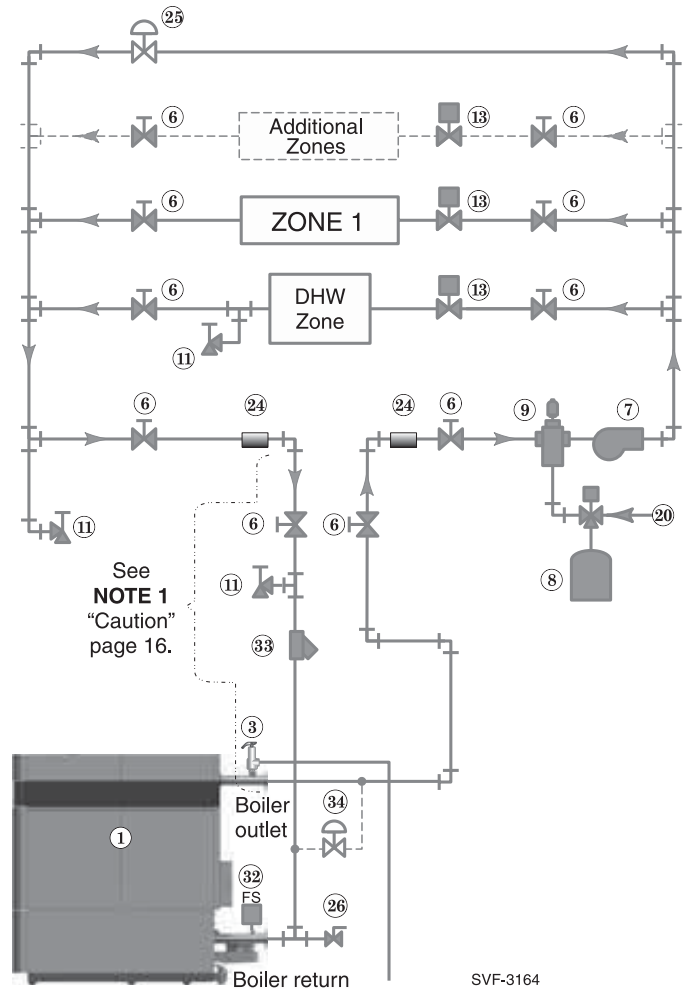 25
6
Additional
Zones
13
6
6
ZONE 1
13
6
6
DHW
Zone
13
6
11
6
24
24
6
9
7
11
6
6
20
8
See
NOTE 1
“Caution”
page 16.
11
33
3
Boiler
outlet
34
1
32
FS
26
Boiler return
SVF-3164